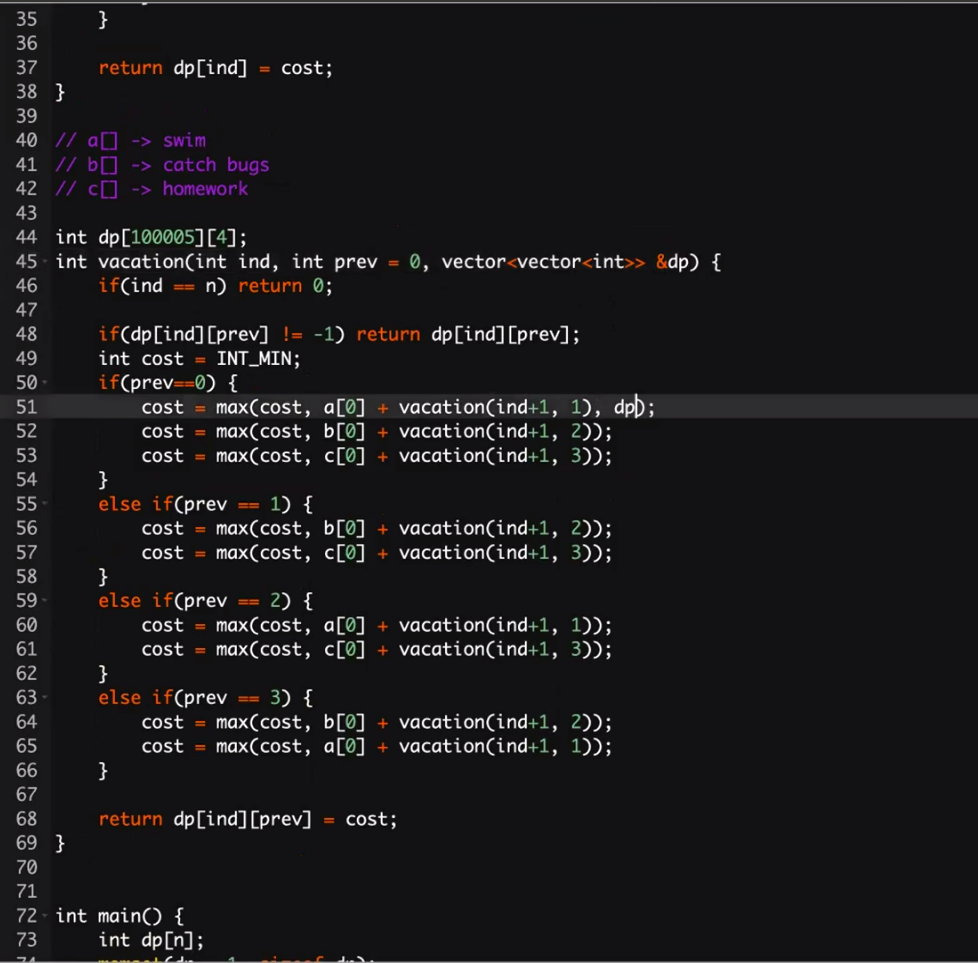 35 }
36
37 return dp[ind] = cost;
38 }
39
40 // a[] -> swim
41 // b[] -> catch bugs
42 // c[] -> homework
43
44 int dp[100005][4];
45 int vacation(int ind, int prev = 0, vector<vector<int>> &dp) {
46 if(ind == n) return 0;
47
48 if(dp[ind][prev] != -1) return dp[ind][prev];
49 int cost = INT_MIN;
50 if(prev==0) {
51 cost = max(cost, a[0] + vacation(ind+1, 1), dp);
52 cost = max(cost, b[0] + vacation(ind+1, 2));
53 cost = max(cost, c[0] + vacation(ind+1, 3));
54 }
55 else if(prev == 1) {
56 cost = max(cost, b[0] + vacation(ind+1, 2));
57 cost = max(cost, c[0] + vacation(ind+1, 3));
58 }
59 else if(prev == 2) {
60 cost = max(cost, a[0] + vacation(ind+1, 1));
61 cost = max(cost, c[0] + vacation(ind+1, 3));
62 }
63 else if(prev == 3) {
64 cost = max(cost, b[0] + vacation(ind+1, 2));
65 cost = max(cost, a[0] + vacation(ind+1, 1));
66 }
67
68 return dp[ind][prev] = cost;
69 }
70
71
72 int main() {
73 int dp[n];